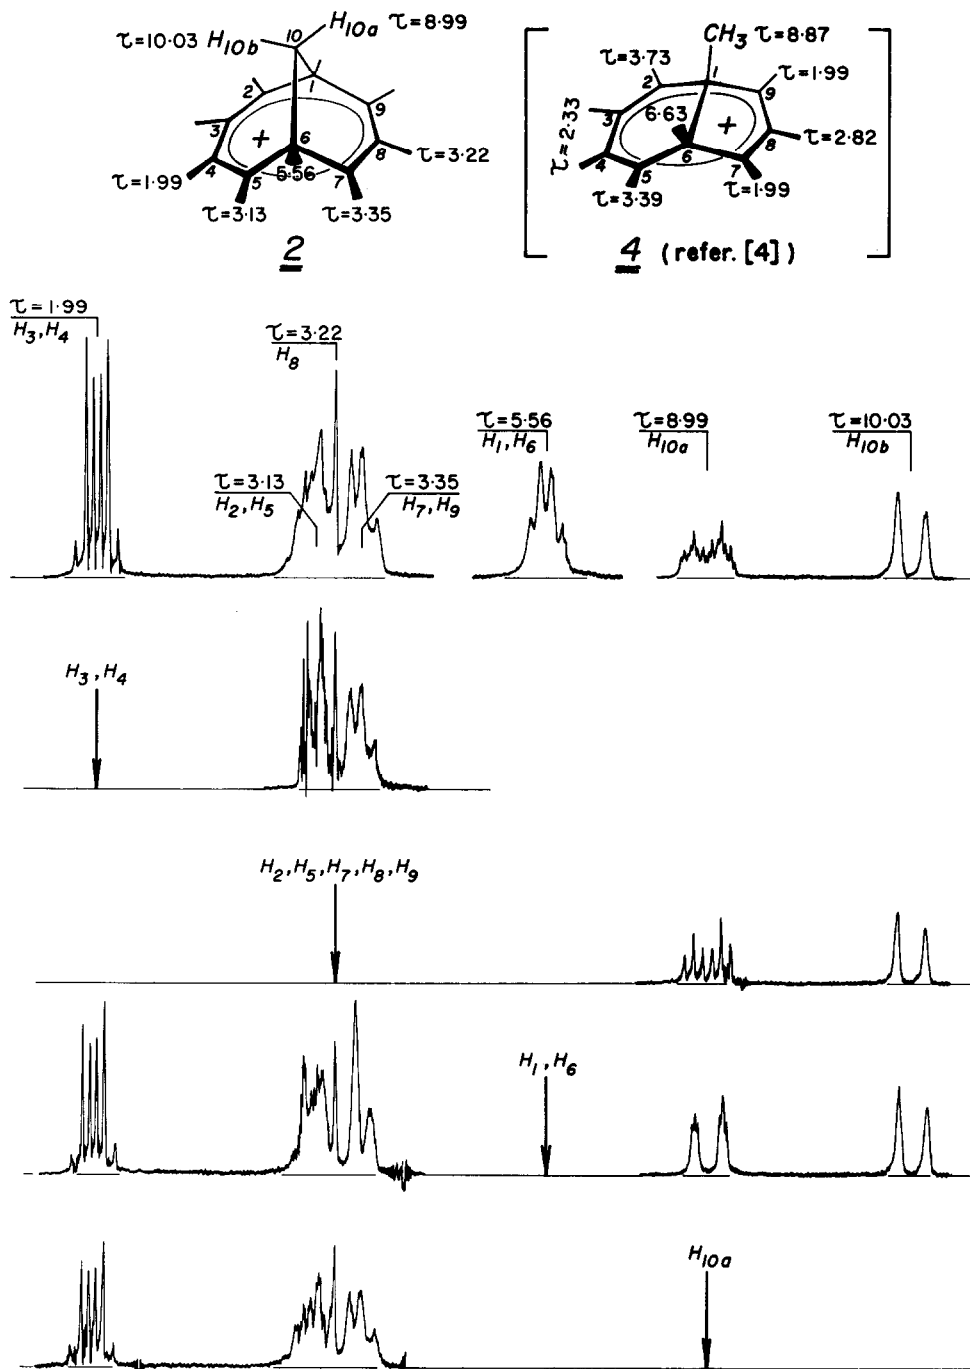 10
H10a τ=8·99
τ=10·03 H10b
1
2
3
4
5
6
7
8
9
+
5·56
τ=1·99
τ=3·13
τ=3·35
τ=3·22
2
CH3 τ=8·87
τ=3·73
τ=1·99
τ=2·33
6·63
τ=2·82
τ=1·99
τ=3·39
1
2
3
4
5
6
7
8
9
+
4 (refer. [4])
τ=1·99
H3, H4
τ=3·22
H8
τ=3·13
H2, H5
τ=3·35
H7, H9
τ=5·56
H1, H6
τ=8·99
H10a
τ=10·03
H10b
H3, H4
H2, H5, H7, H8, H9
H1, H6
H10a